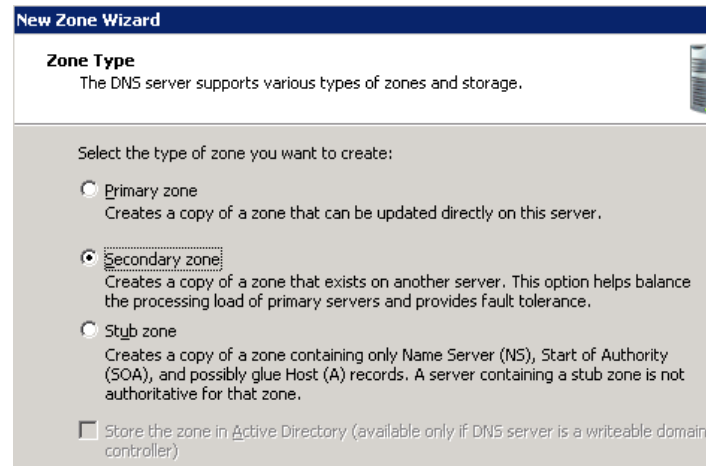 New Zone Wizard
Zone Type
The DNS server supports various types of zones and storage.
Select the type of zone you want to create:
Primary zone
Creates a copy of a zone that can be updated directly on this server.
Secondary zone
Creates a copy of a zone that exists on another server. This option helps balance
the processing load of primary servers and provides fault tolerance.
Stub zone
Creates a copy of a zone containing only Name Server (NS), Start of Authority
(SOA), and possibly glue Host (A) records. A server containing a stub zone is not
authoritative for that zone.
Store the zone in Active Directory (available only if DNS server is a writeable domain
controller)